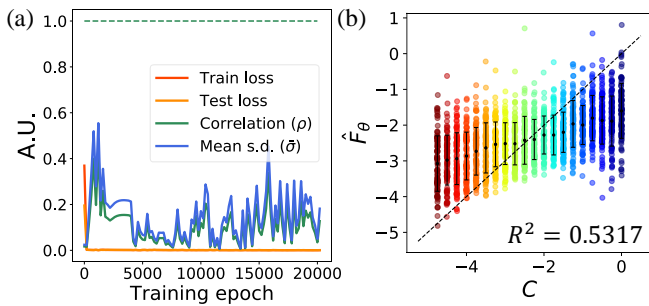 (a)
1.0
0.8
0.6
0.4
0.2
0.0
A.U.
Train loss
Test loss
Correlation (ρ)
Mean s.d. (σ̄)
0
5000
10000
15000
20000
Training epoch
(b)
1
0
−1
−2
−3
−4
−5
F̂_θ
R² = 0.5317
−4
−2
0
C